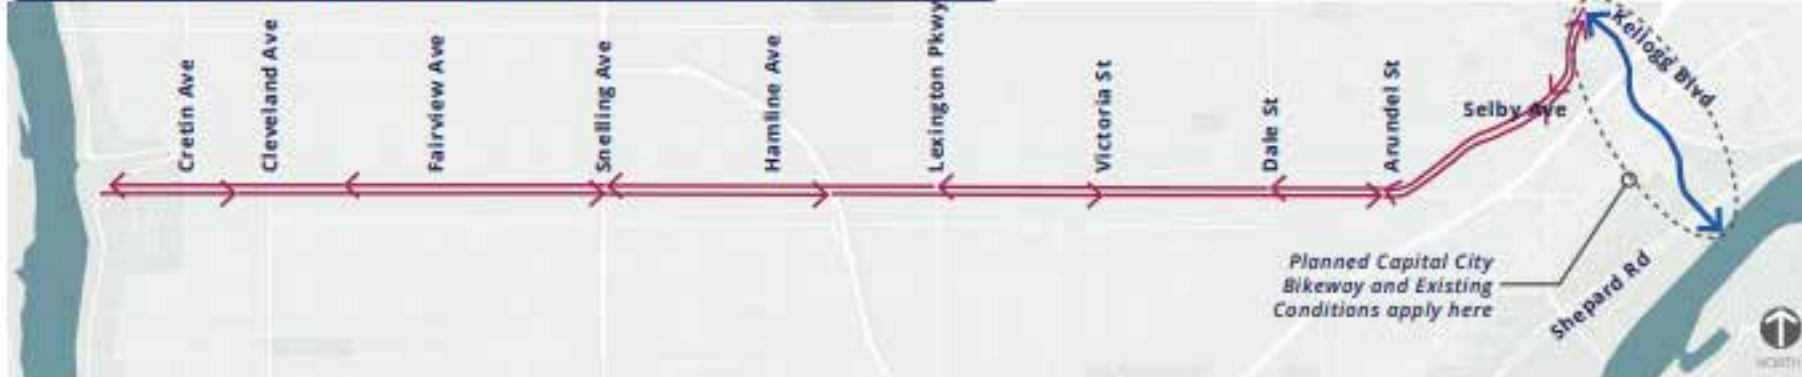 Cretin Ave
Cleveland Ave
Fairview Ave
Snelling Ave
Hamline Ave
Lexington Pkwy
Victoria St
Dale St
Arundel St
Selby Ave
Kellogg Blvd
Planned Capital City
Bikeway and Existing
Conditions apply here
Shepard Rd
NORTH